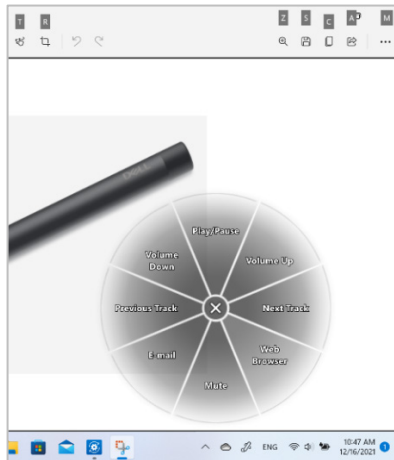 T R Z S C A M
DELL
Play/Pause
Volume Down
Volume Up
Previous Track
Next Track
E-mail
Web Browser
Mute
ENG
10:47 AM
12/16/2021
1